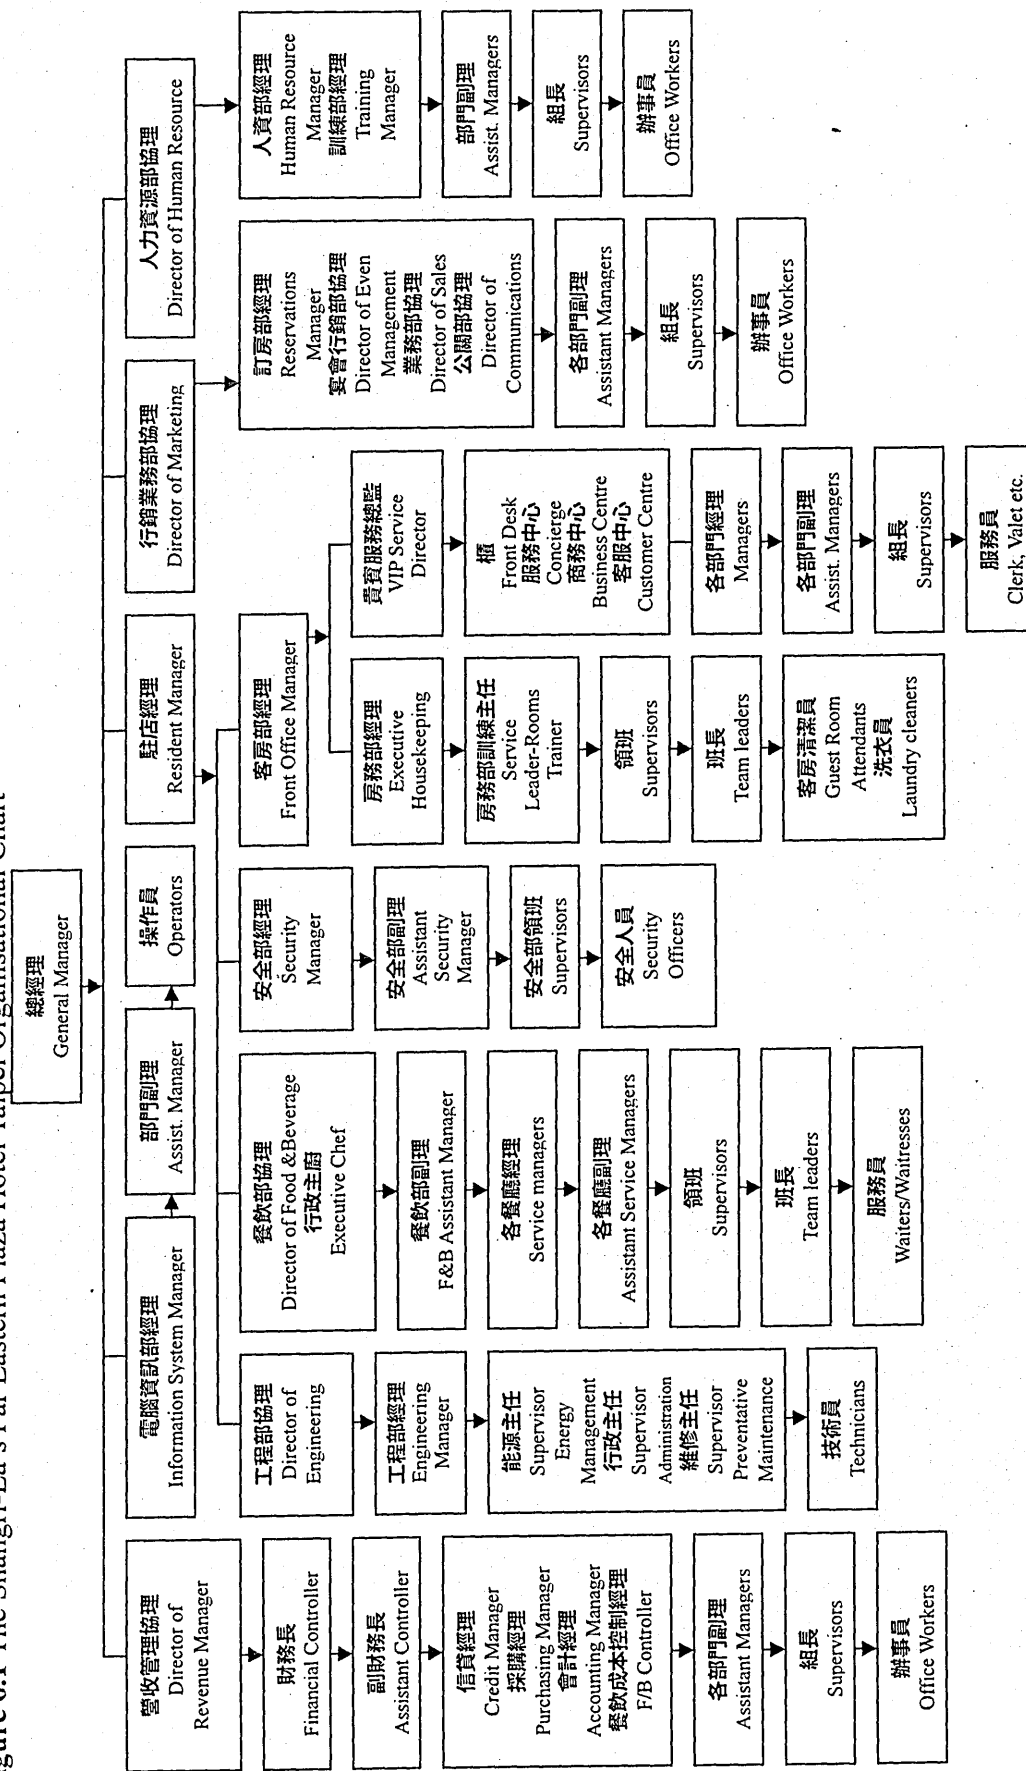 Figure 6.1 The Shangri-La's Far Eastern Plaza Hotel Taipei Organisational Chart
總經理
General Manager
營收管理協理
Director of
Revenue Manager
財務長
Financial Controller
副財務長
Assistant Controller
信貸經理
Credit Manager
採購經理
Purchasing Manager
會計經理
Accounting Manager
餐飲成本控制經理
F/B Controller
各部門副理
Assistant Managers
組長
Supervisors
辦事員
Office Workers
電腦資訊部經理
Information System Manager
部門副理
Assist. Manager
操作員
Operators
駐店經理
Resident Manager
工程部協理
Director of
Engineering
工程部經理
Engineering
Manager
能源主任
Supervisor
Energy
Management
行政主任
Supervisor
Administration
維修主任
Supervisor
Preventative
Maintenance
技術員
Technicians
餐飲部協理
Director of Food &Beverage
行政主廚
Executive Chef
餐飲部副理
F&B Assistant Manager
各餐廳經理
Service managers
各餐廳副理
Assistant Service Managers
領班
Supervisors
班長
Team leaders
服務員
Waiters/Waitresses
安全部經理
Security
Manager
安全部副理
Assistant
Security
Manager
安全部領班
Supervisors
安全人員
Security
Officers
客房部經理
Front Office Manager
房務部經理
Executive
Housekeeping
房務部訓練主任
Service
Leader-Rooms
Trainer
領班
Supervisors
班長
Team leaders
客房清潔員
Guest Room
Attendants
洗衣員
Laundry cleaners
貴賓服務總監
VIP Service
Director
櫃
Front Desk
服務中心
Concierge
商務中心
Business Centre
客服中心
Customer Centre
各部門經理
Managers
各部門副理
Assist. Managers
組長
Supervisors
服務員
Clerk, Valet etc.
行銷業務部協理
Director of Marketing
訂房部經理
Reservations
Manager
宴會行銷部協理
Director of Even
Management
業務部協理
Director of Sales
公關部協理
Director of
Communications
各部門副理
Assistant Managers
組長
Supervisors
辦事員
Office Workers
人力資源部協理
Director of Human Resource
人資部經理
Human Resource
Manager
訓練部經理
Training
Manager
部門副理
Assist. Managers
組長
Supervisors
辦事員
Office Workers